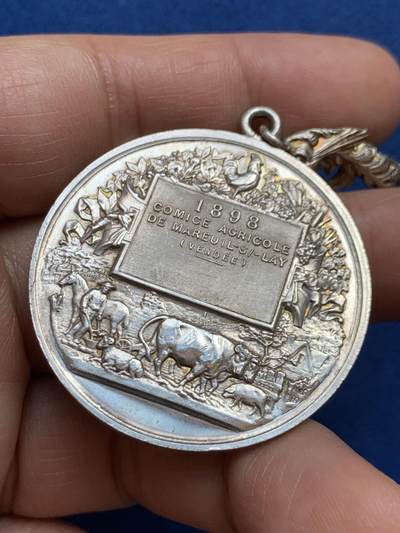 1898
COMICE AGRICOLE
DE MAREUIL-S/-LAY
(VENDÉE)